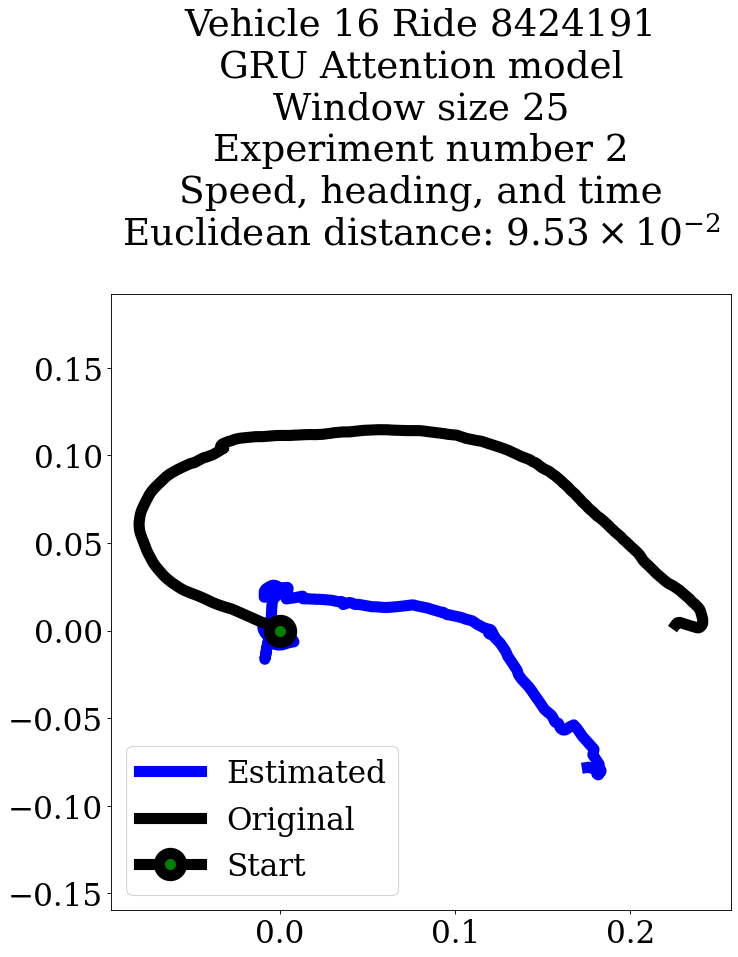 Vehicle 16 Ride 8424191
GRU Attention model
Window size 25
Experiment number 2
Speed, heading, and time
Euclidean distance: 9.53 × 10⁻²
0.15
0.10
0.05
0.00
−0.05
−0.10
−0.15
Estimated
Original
Start
0.0 0.1 0.2